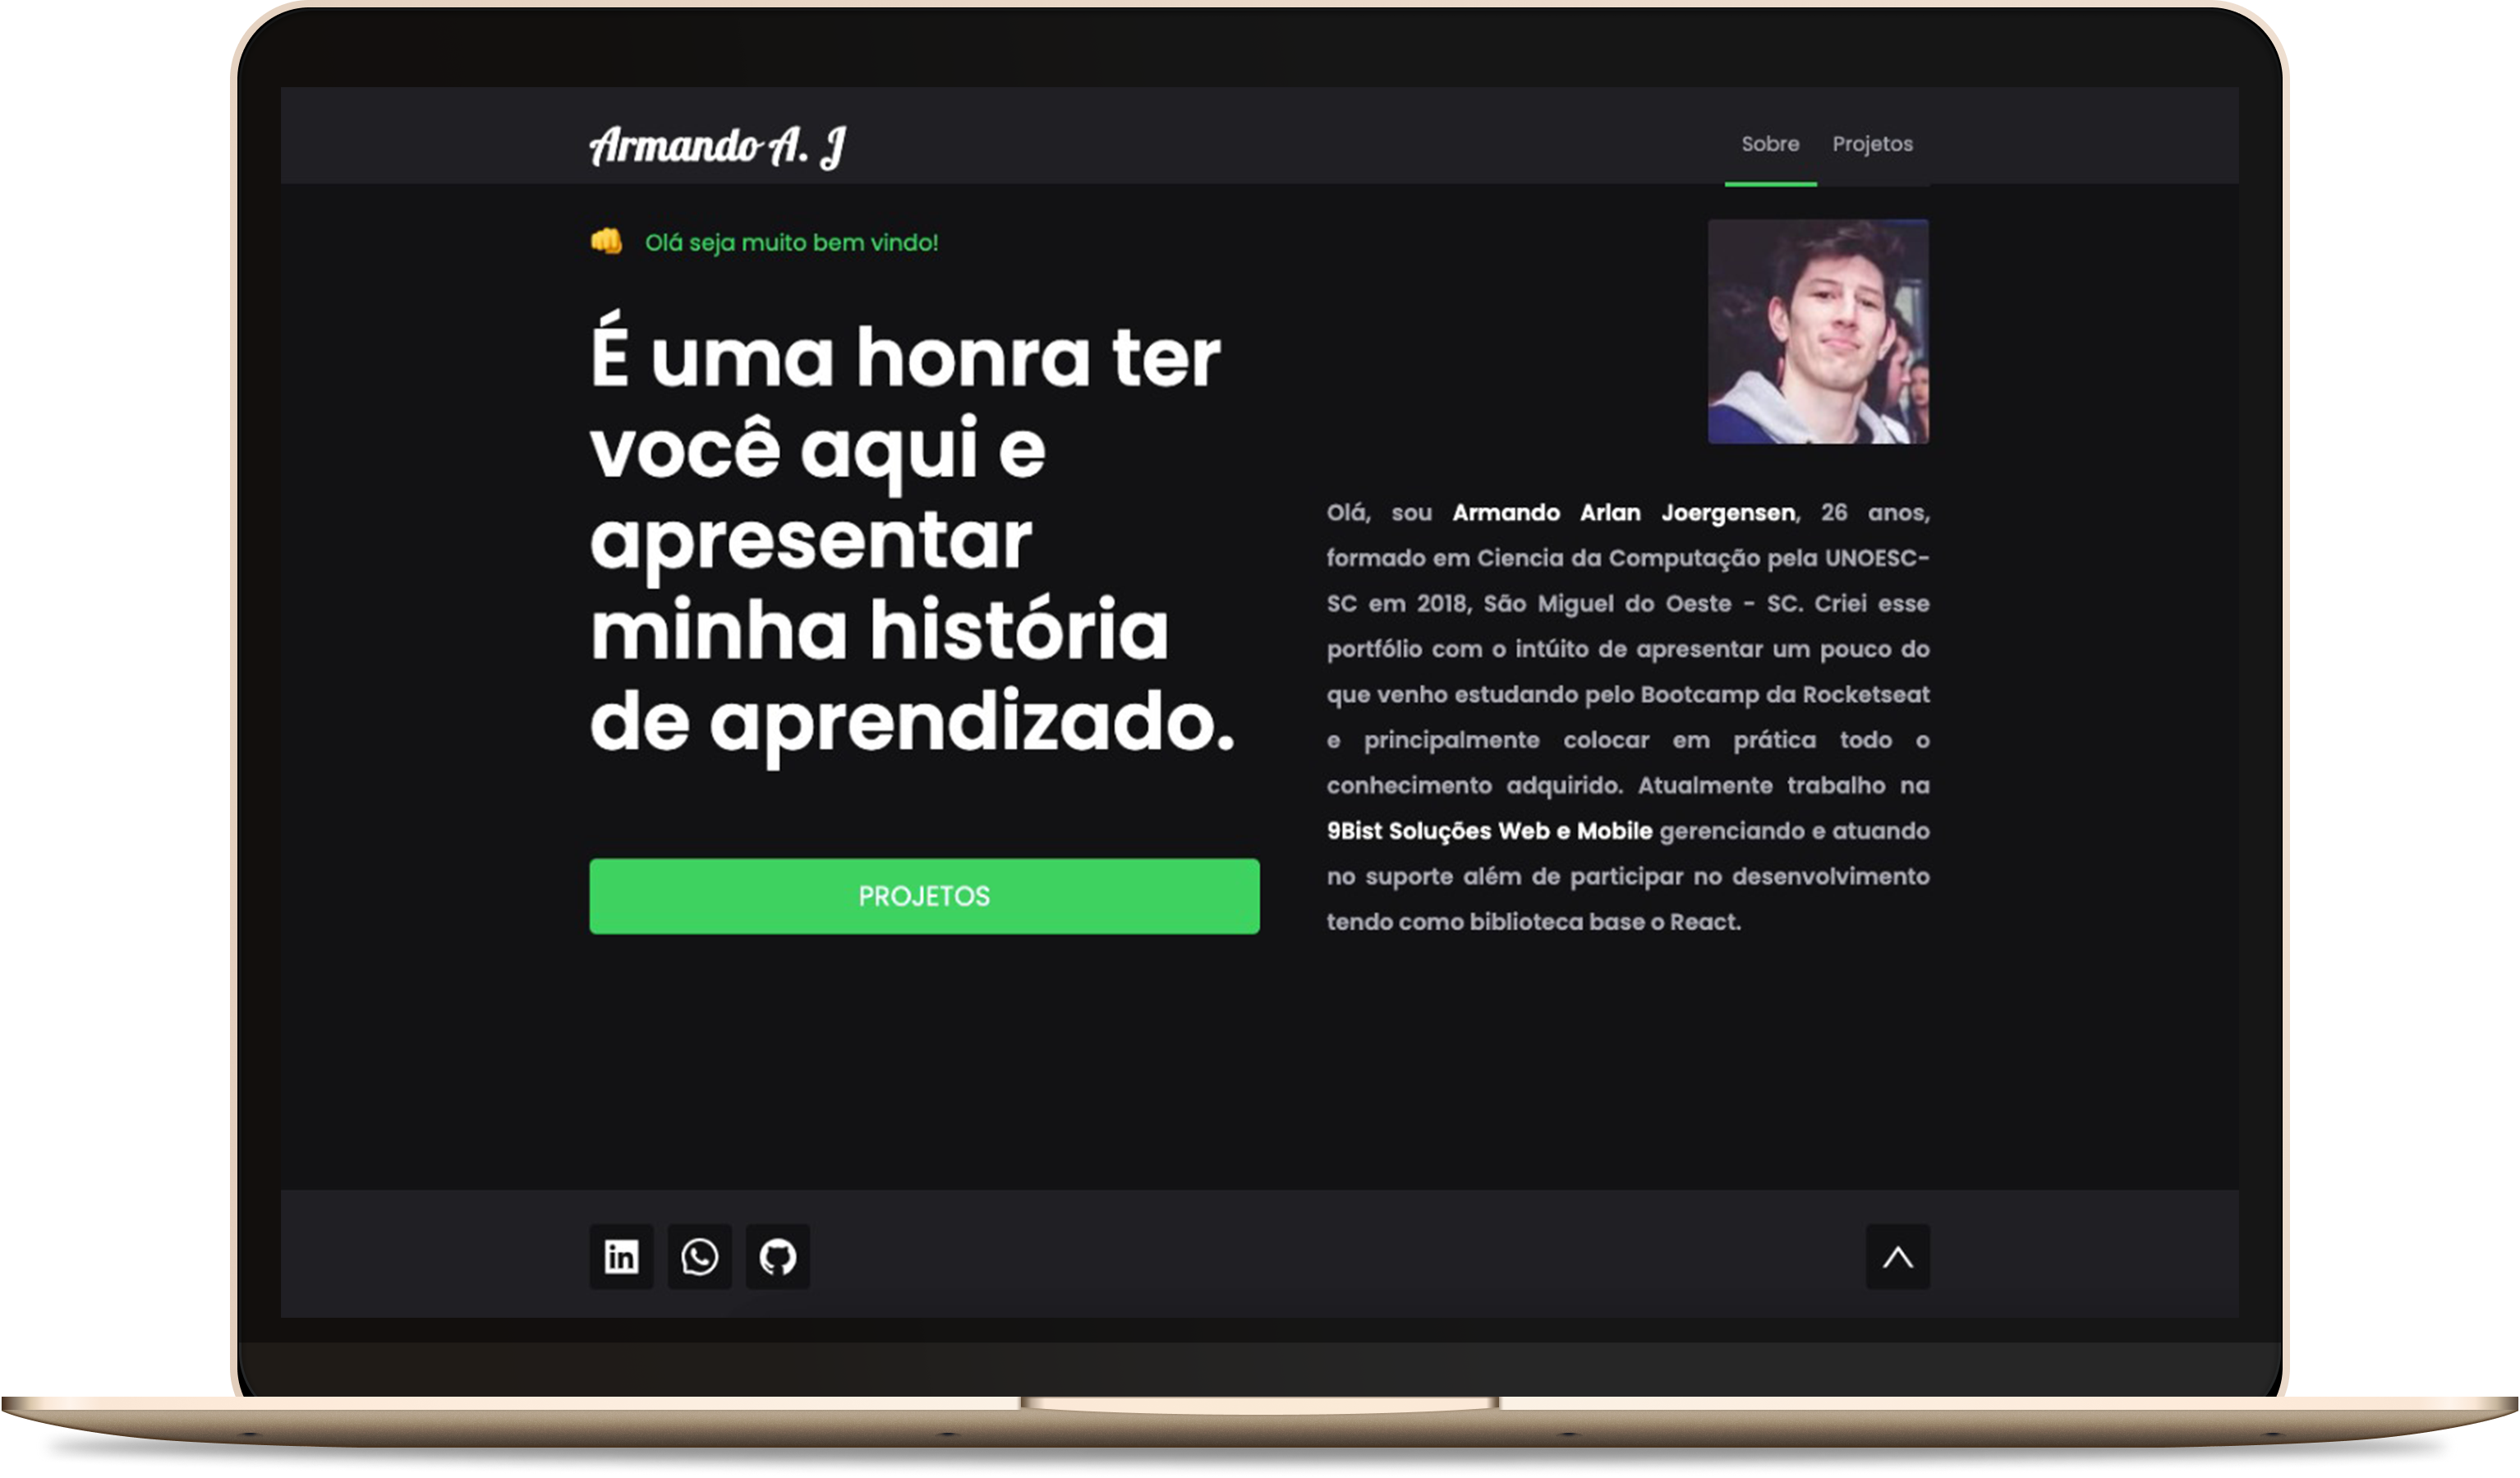 Armando A. J
Sobre Projetos
Olá seja muito bem vindo!
É uma honra ter
você aqui e
apresentar
minha história
de aprendizado.
PROJETOS
Olá, sou Armando Arlan Joergensen, 26 anos,
formado em Ciencia da Computação pela UNOESC-
SC em 2018, São Miguel do Oeste - SC. Criei esse
portfólio com o intúito de apresentar um pouco do
que venho estudando pelo Bootcamp da Rocketseat
e principalmente colocar em prática todo o
conhecimento adquirido. Atualmente trabalho na
9Bist Soluções Web e Mobile gerenciando e atuando
no suporte além de participar no desenvolvimento
tendo como biblioteca base o React.
in